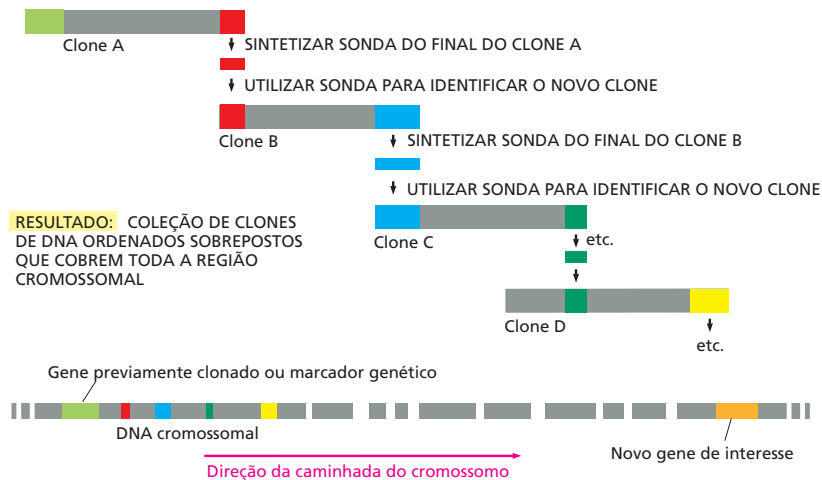 Clone A
SINTETIZAR SONDA DO FINAL DO CLONE A
UTILIZAR SONDA PARA IDENTIFICAR O NOVO CLONE
Clone B
SINTETIZAR SONDA DO FINAL DO CLONE B
UTILIZAR SONDA PARA IDENTIFICAR O NOVO CLONE
RESULTADO: COLEÇÃO DE CLONES
DE DNA ORDENADOS SOBREPOSTOS
QUE COBREM TODA A REGIÃO
CROMOSSOMAL
Clone C
etc.
Clone D
etc.
Gene previamente clonado ou marcador genético
DNA cromossomal
Novo gene de interesse
Direção da caminhada do cromossomo